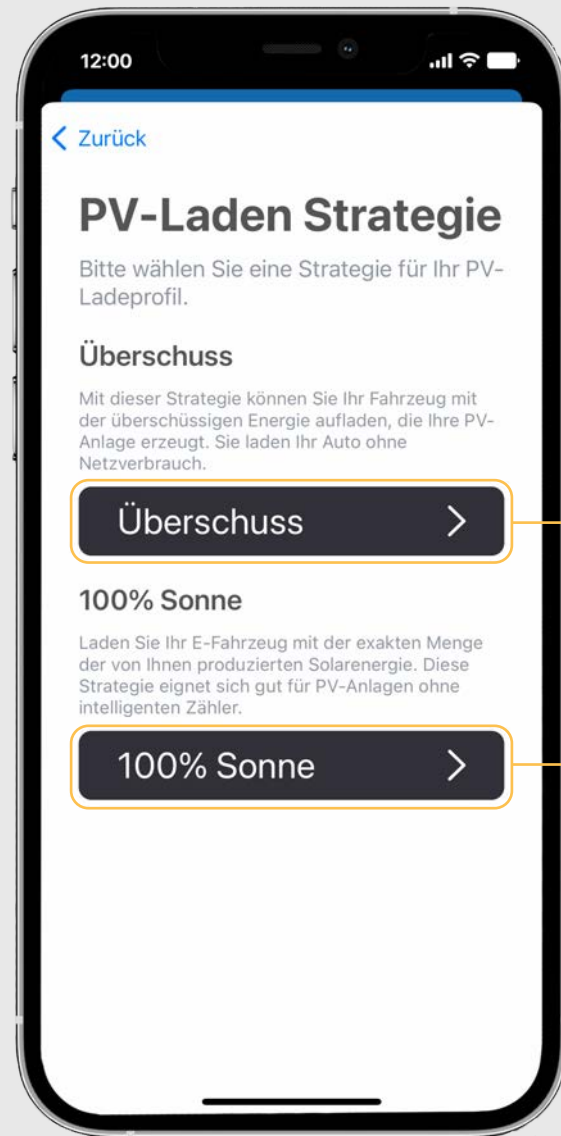 12:00
Zurück
PV-Laden Strategie
Bitte wählen Sie eine Strategie für Ihr PV-
Ladeprofil.
Überschuss
Mit dieser Strategie können Sie Ihr Fahrzeug mit
der überschüssigen Energie aufladen, die Ihre PV-
Anlage erzeugt. Sie laden Ihr Auto ohne
Netzverbrauch.
Überschuss
100% Sonne
Laden Sie Ihr E-Fahrzeug mit der exakten Menge
der von Ihnen produzierten Solarenergie. Diese
Strategie eignet sich gut für PV-Anlagen ohne
intelligenten Zähler.
100% Sonne